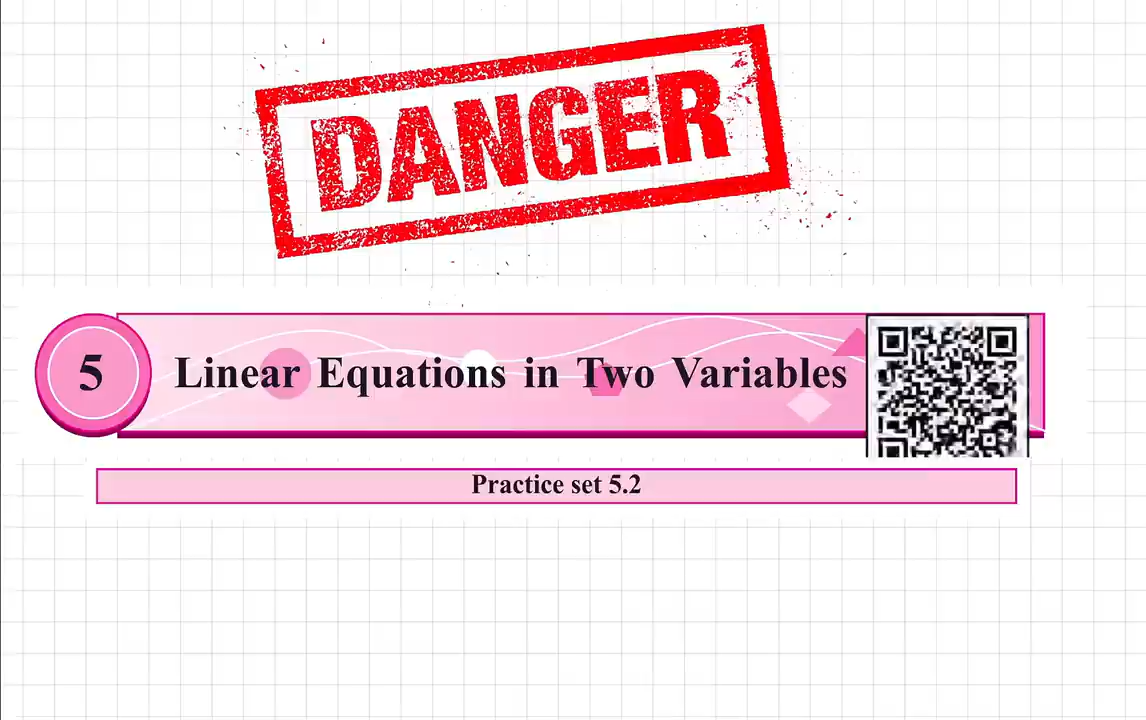 DANGER
5 Linear Equations in Two Variables
Practice set 5.2